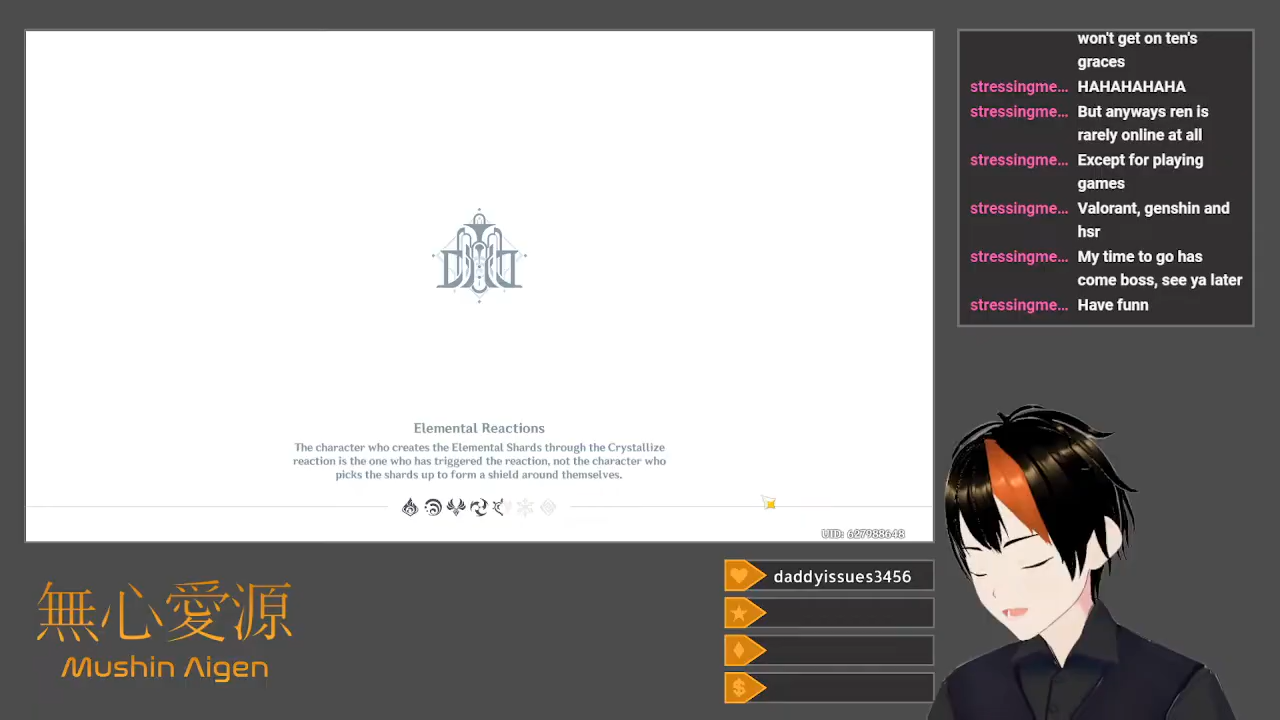 won't get on ten's
graces
stressingme... HAHAHAHAHA
stressingme... But anyways ren is
rarely online at all
stressingme... Except for playing
games
stressingme... Valorant, genshin and
hsr
stressingme... My time to go has
come boss, see ya later
stressingme... Have funn
Elemental Reactions
The character who creates the Elemental Shards through the Crystallize
reaction is the one who has triggered the reaction, not the character who
picks the shards up to form a shield around themselves.
UID: 627988648
daddyissues3456
無心愛源
Mushin Aigen